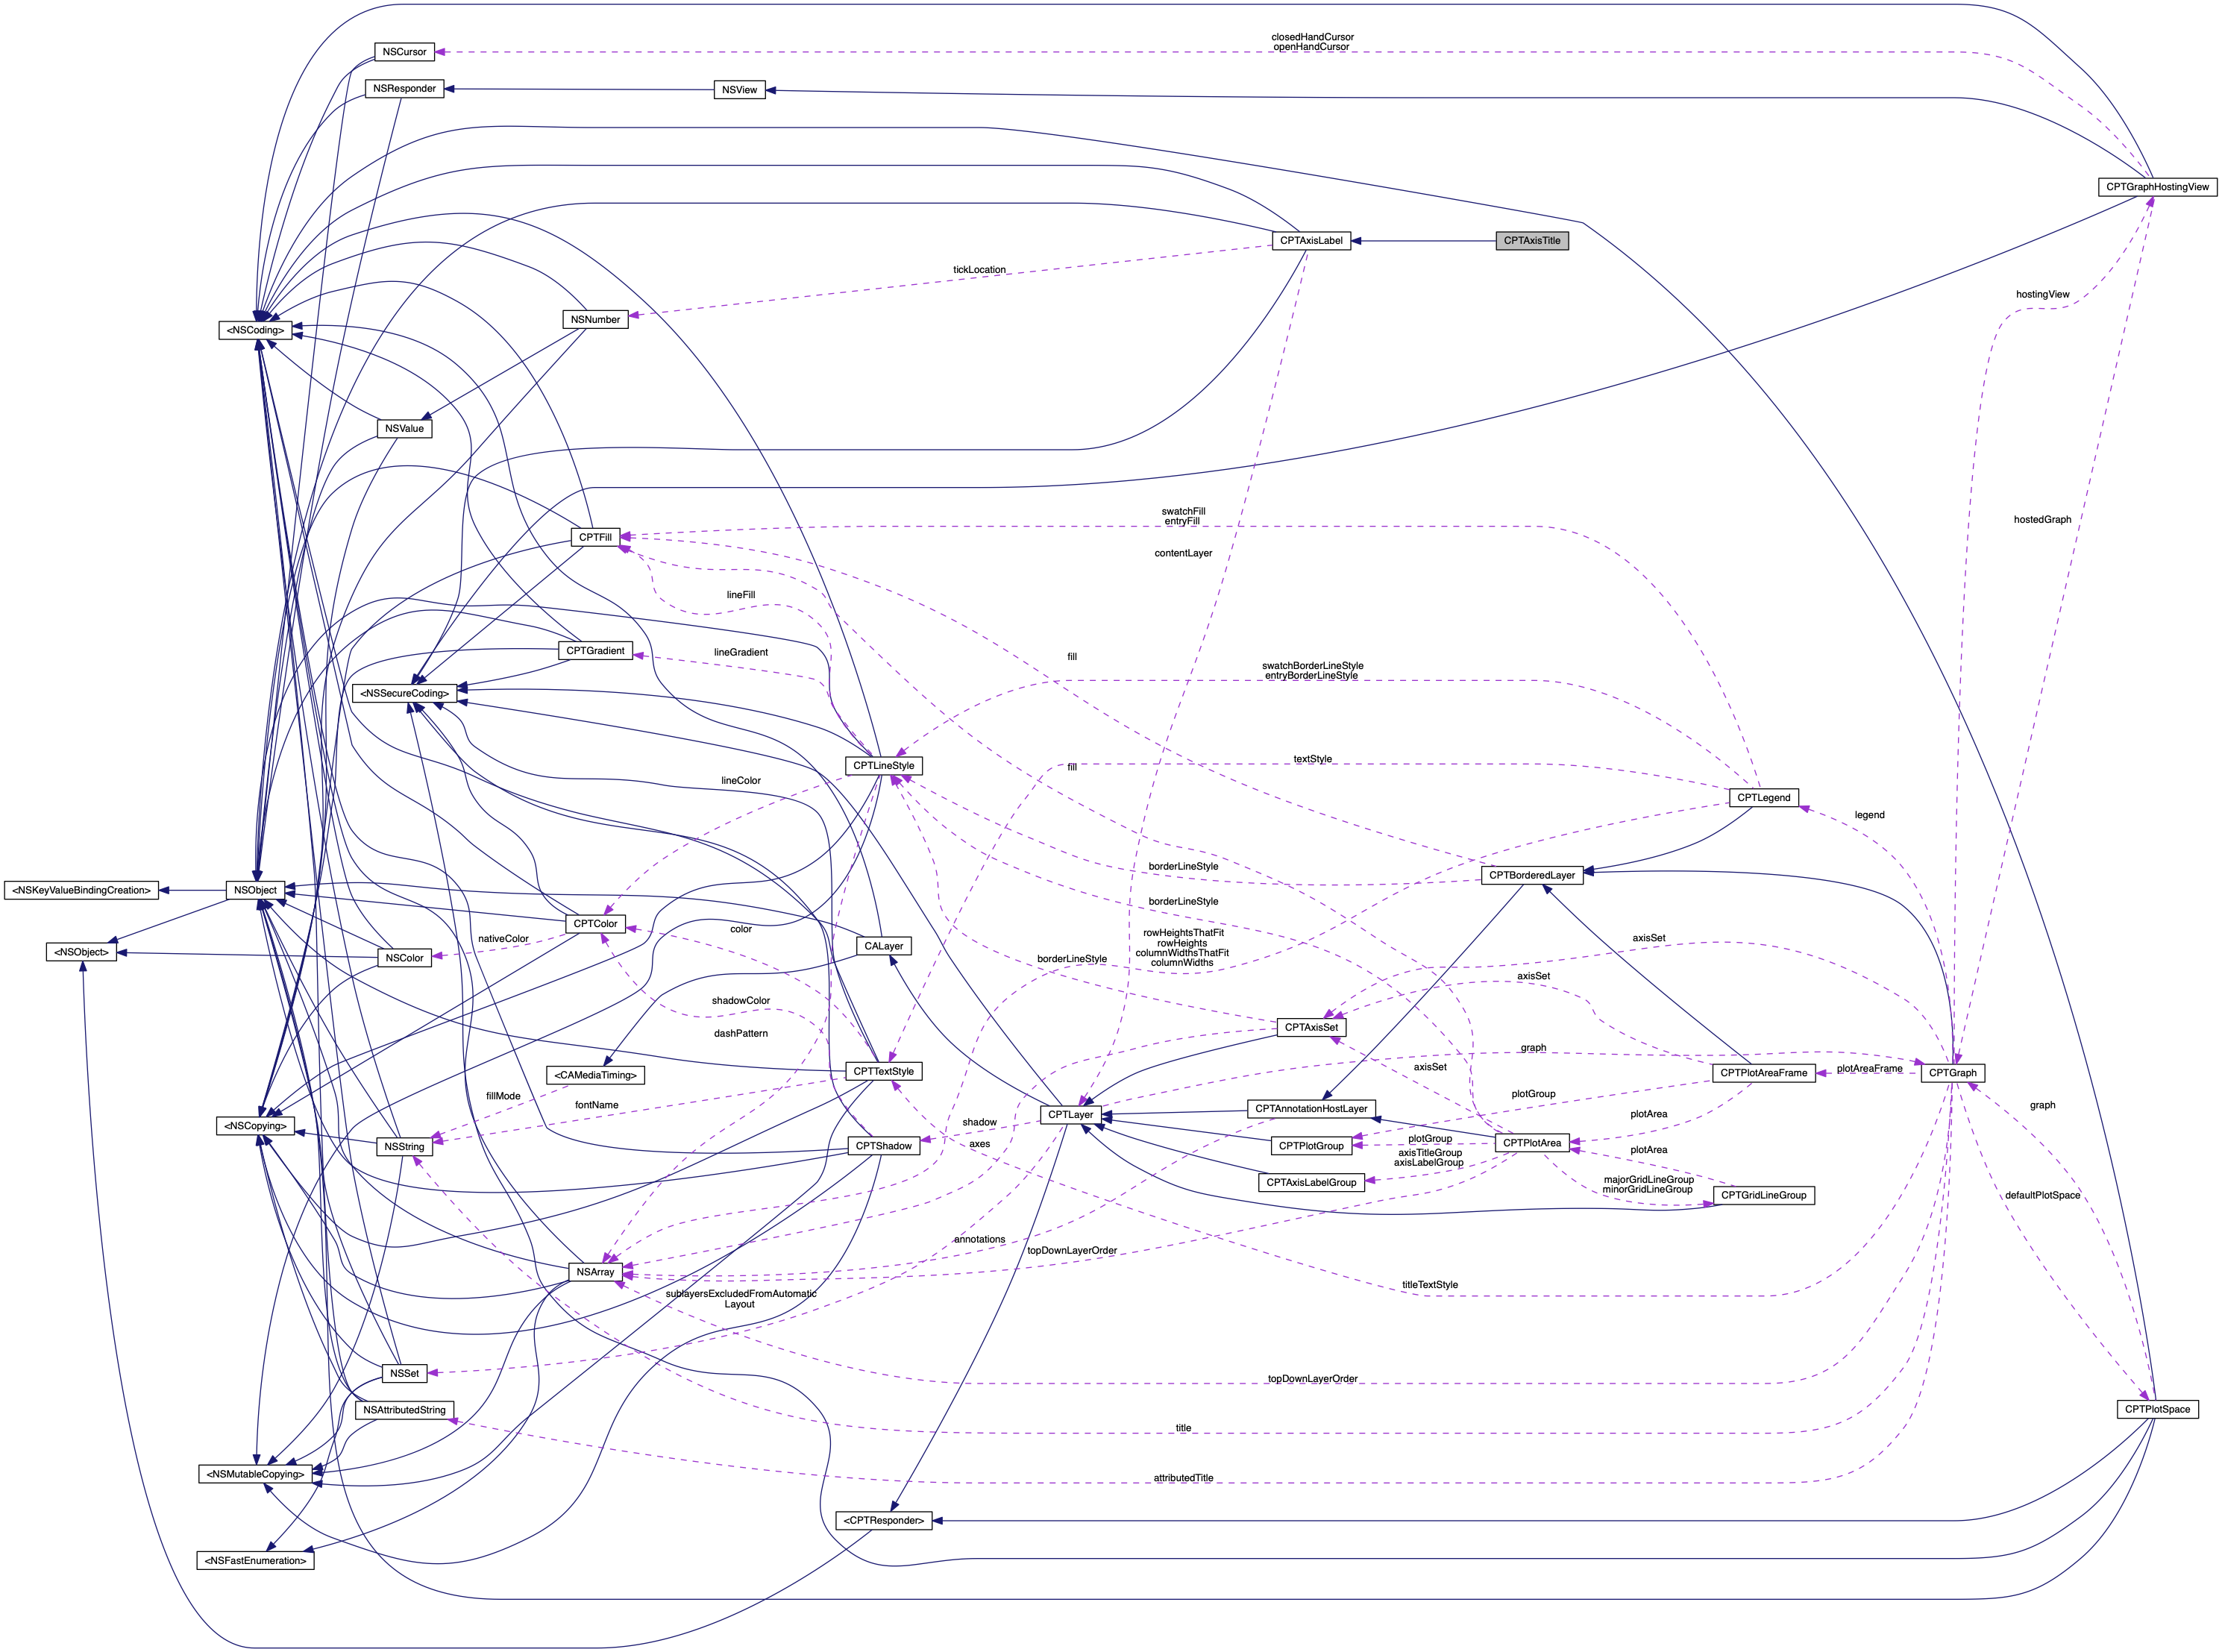 closedHandCursor
openHandCursor
NSCursor
NSResponder
NSView
CPTGraphHostingView
CPTAxisLabel
CPTAxisTitle
tickLocation
hostingView
NSNumber
<NSCoding>
NSValue
swatchFill
entryFill
hostedGraph
CPTFill
contentLayer
lineFill
CPTGradient
lineGradient
fill
swatchBorderLineStyle
entryBorderLineStyle
<NSSecureCoding>
CPTLineStyle
textStyle
fill
lineColor
CPTLegend
legend
borderLineStyle
CPTBorderedLayer
<NSKeyValueBindingCreation>
NSObject
borderLineStyle
CPTColor
color
nativeColor
rowHeightsThatFit
rowHeights
columnWidthsThatFit
columnWidths
axisSet
<NSObject>
NSColor
CALayer
borderLineStyle
axisSet
shadowColor
dashPattern
CPTAxisSet
graph
axisSet
<CAMediaTiming>
CPTTextStyle
CPTPlotAreaFrame
plotAreaFrame
CPTGraph
fillMode
fontName
plotGroup
graph
<NSCopying>
CPTLayer
CPTAnnotationHostLayer
plotArea
shadow
NSString
CPTShadow
axes
CPTPlotGroup
plotGroup
CPTPlotArea
plotArea
axisTitleGroup
axisLabelGroup
CPTAxisLabelGroup
majorGridLineGroup
minorGridLineGroup
CPTGridLineGroup
defaultPlotSpace
annotations
topDownLayerOrder
NSArray
titleTextStyle
sublayersExcludedFromAutomatic
Layout
NSSet
topDownLayerOrder
NSAttributedString
CPTPlotSpace
title
<NSMutableCopying>
attributedTitle
<CPTResponder>
<NSFastEnumeration>